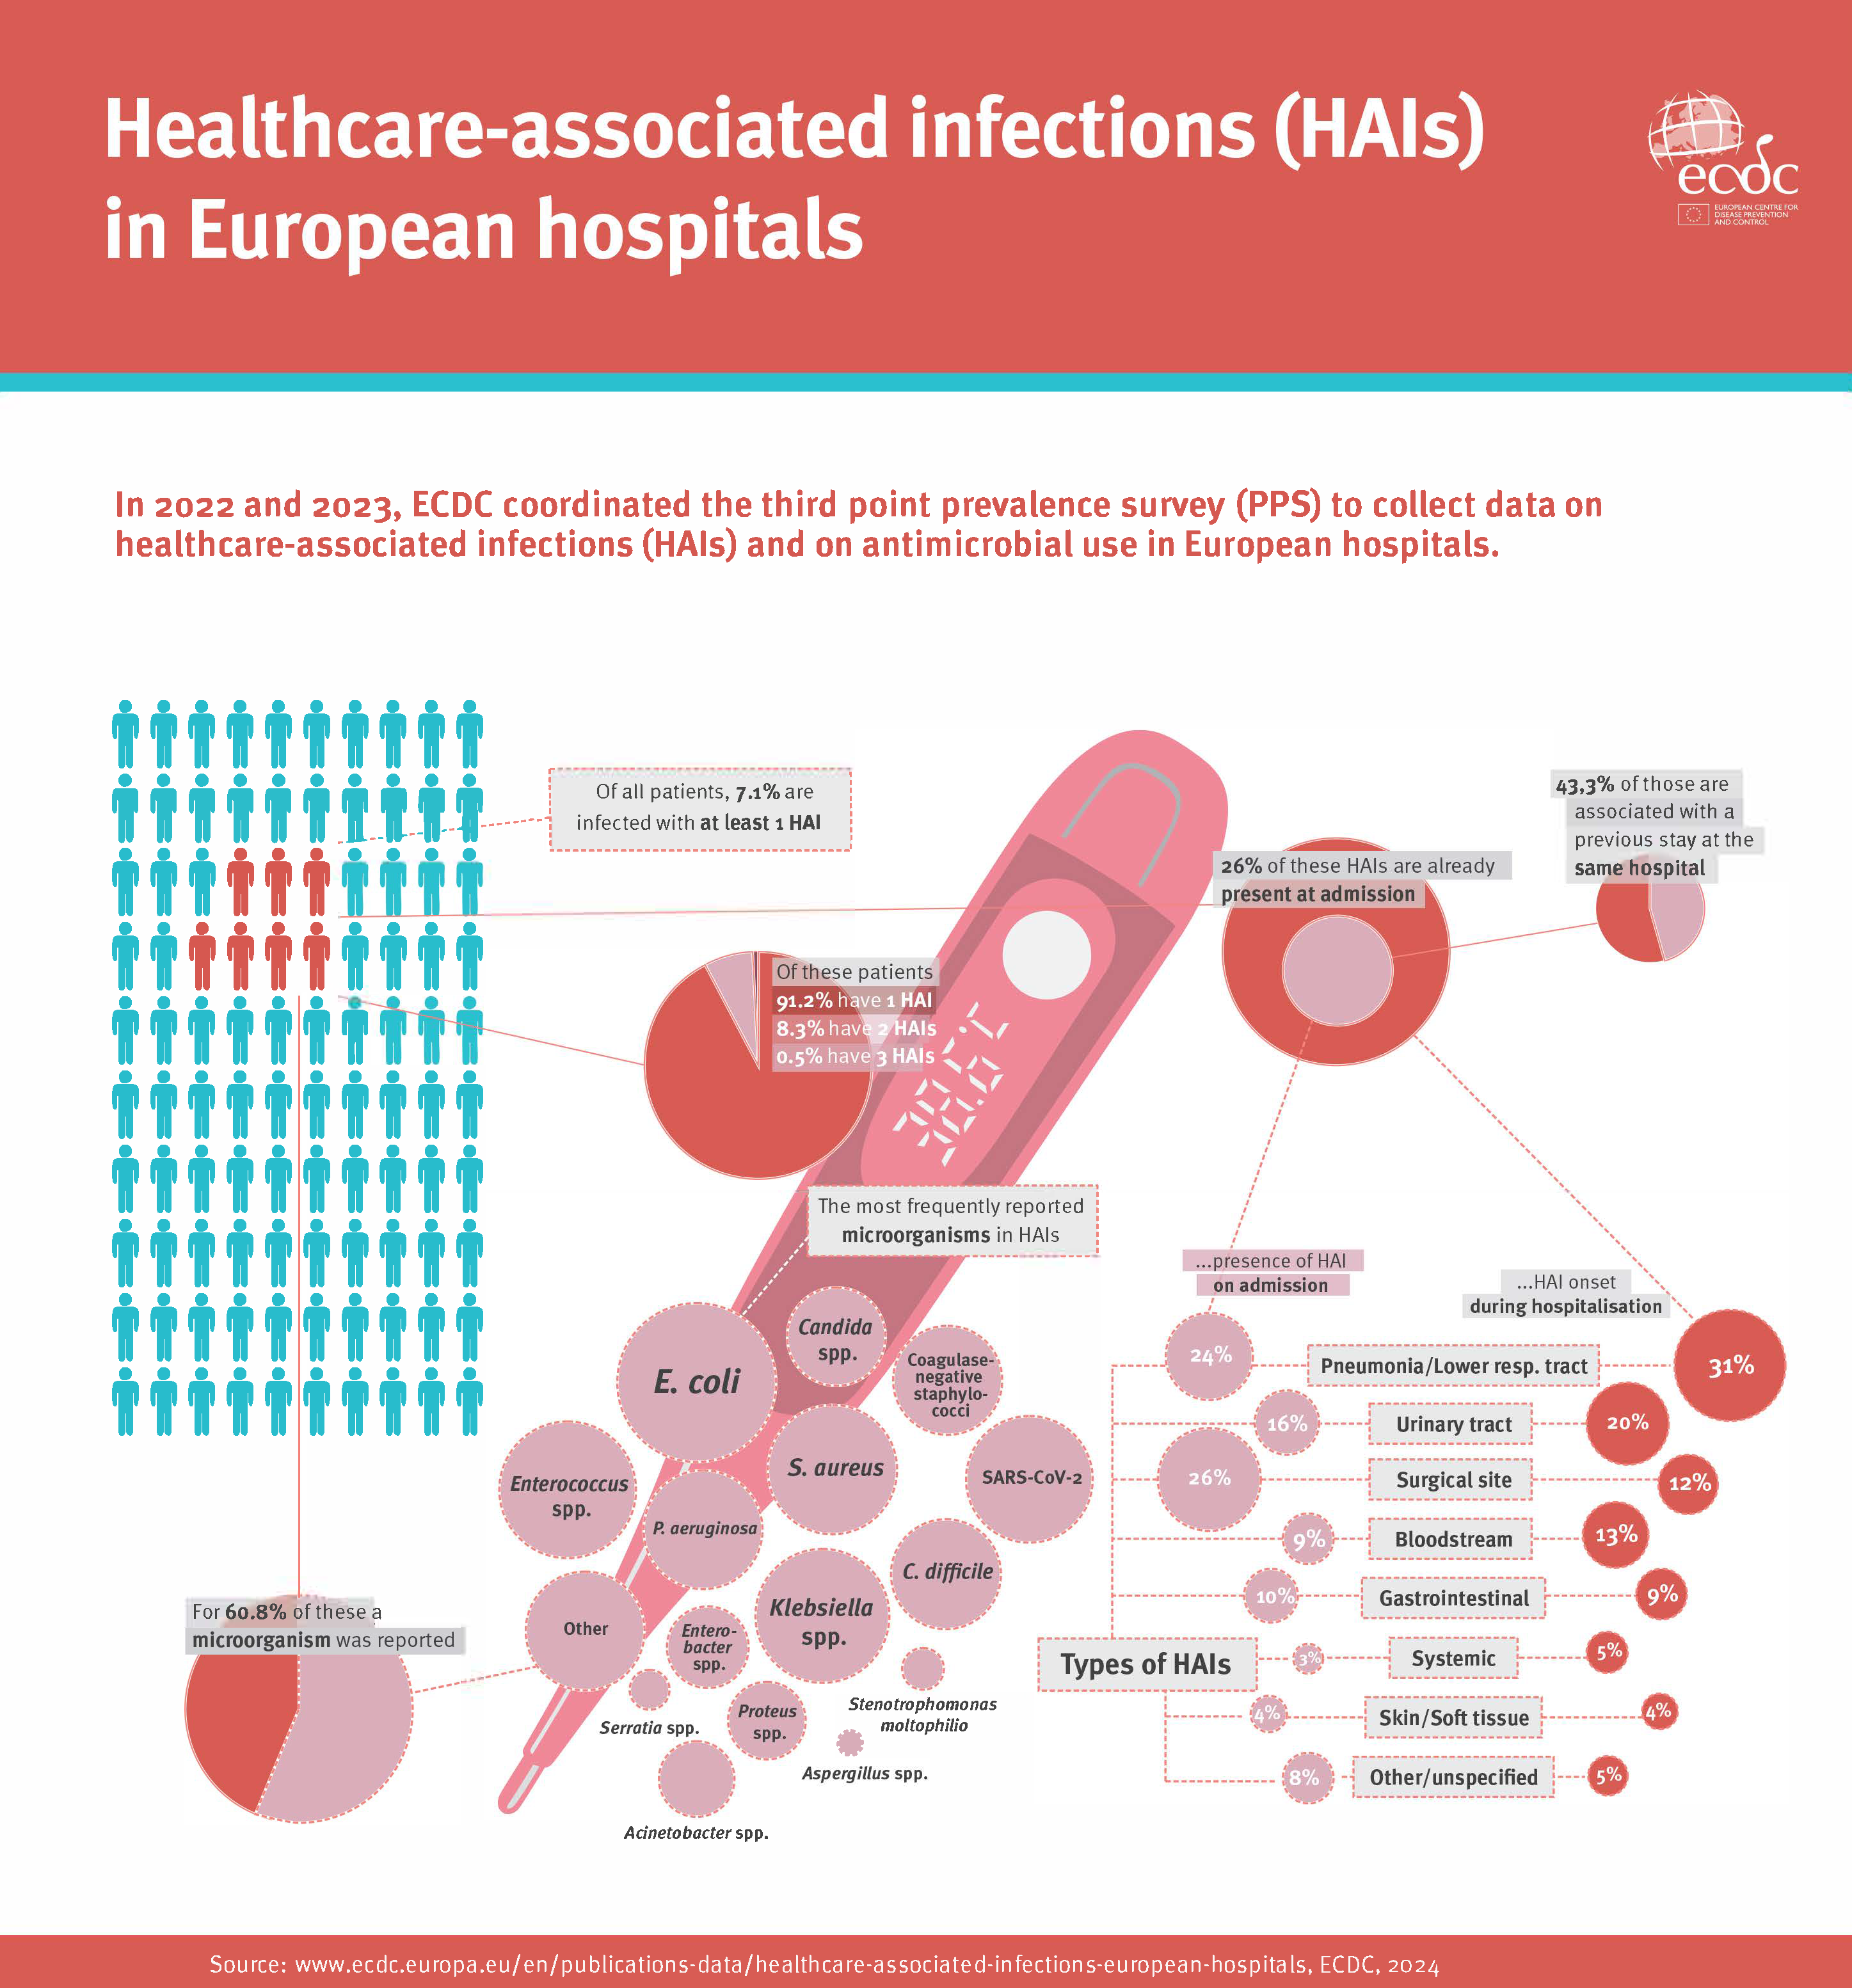 Healthcare-associated infections (HAIs)
in European hospitals
ecdc
EUROPEAN CENTRE FOR
DISEASE PREVENTION
AND CONTROL
In 2022 and 2023, ECDC coordinated the third point prevalence survey (PPS) to collect data on
healthcare-associated infections (HAIs) and on antimicrobial use in European hospitals.
Of all patients, 7.1% are
infected with at least 1 HAI
43,3% of those are
associated with a
previous stay at the
same hospital
26% of these HAIs are already
present at admission
Of these patients
91.2% have 1 HAI
8.3% have 2 HAIs
0.5% have 3 HAIs
38.6°C
The most frequently reported
microorganisms in HAIs
E. coli
Candida
spp.
Coagulase-
negative
staphylo-
cocci
Enterococcus
spp.
P. aeruginosa
S. aureus
SARS-CoV-2
Other
Entero-
bacter
spp.
Klebsiella
spp.
C. difficile
Serratia spp.
Proteus
spp.
Stenotrophomonas
moltophilio
Aspergillus spp.
Acinetobacter spp.
For 60.8% of these a
microorganism was reported
...presence of HAI
on admission
...HAI onset
during hospitalisation
24% Pneumonia/Lower resp. tract 31%
16% Urinary tract 20%
26% Surgical site 12%
9% Bloodstream 13%
10% Gastrointestinal 9%
Types of HAIs
3% Systemic 5%
4% Skin/Soft tissue 4%
8% Other/unspecified 5%
Source: www.ecdc.europa.eu/en/publications-data/healthcare-associated-infections-european-hospitals, ECDC, 2024